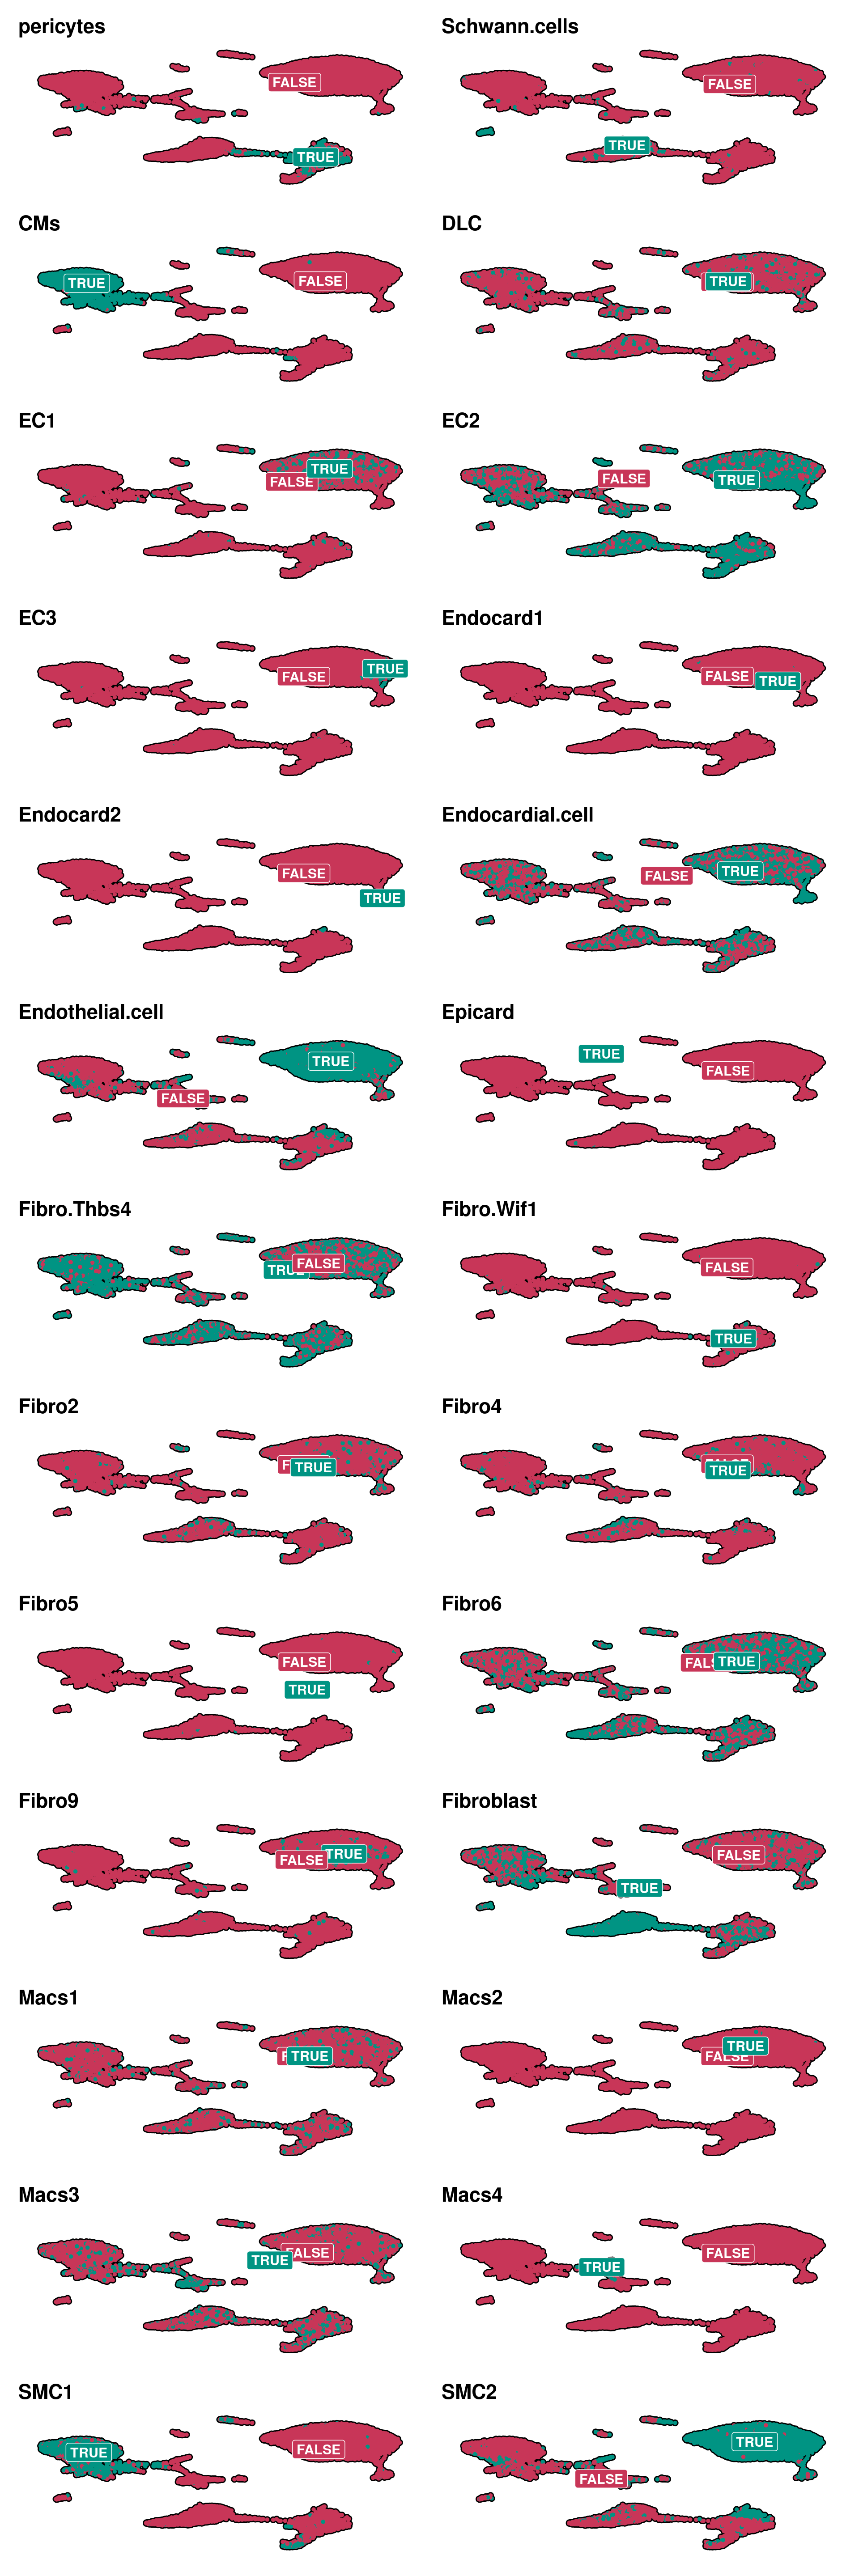 pericytes
Schwann.cells
FALSE
FALSE
TRUE
TRUE
CMs
DLC
TRUE
FALSE
TRUE
EC1
EC2
TRUE
FALSE
FALSE
TRUE
EC3
Endocard1
TRUE
FALSE
FALSE
TRUE
Endocard2
Endocardial.cell
FALSE
TRUE
FALSE
TRUE
Endothelial.cell
Epicard
TRUE
FALSE
TRUE
FALSE
Fibro.Thbs4
Fibro.Wif1
TRUE
FALSE
FALSE
TRUE
Fibro2
Fibro4
TRUE
TRUE
Fibro5
Fibro6
FALSE
TRUE
FALSE
TRUE
Fibro9
Fibroblast
FALSE
TRUE
FALSE
TRUE
Macs1
Macs2
TRUE
TRUE
FALSE
Macs3
Macs4
FALSE
TRUE
FALSE
TRUE
SMC1
SMC2
TRUE
FALSE
TRUE
FALSE